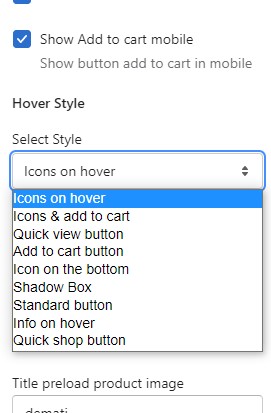 Show Add to cart mobile
Show button add to cart in mobile
Hover Style
Select Style
Icons on hover
Icons on hover
Icons & add to cart
Quick view button
Add to cart button
Icon on the bottom
Shadow Box
Standard button
Info on hover
Quick shop button
Title preload product image